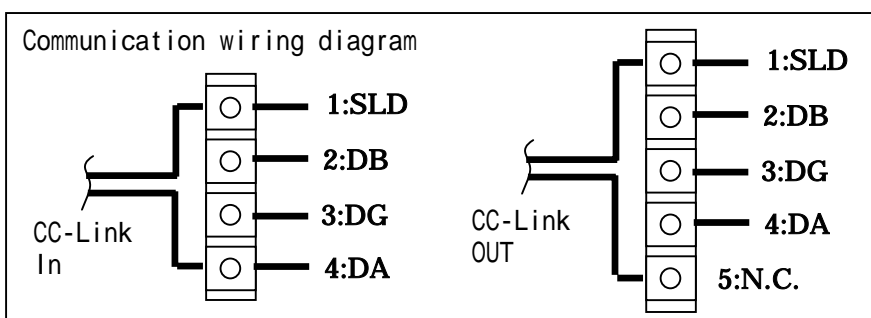 Communication wiring diagram
1:SLD
2:DB
3:DG
4:DA
CC-Link
In
1:SLD
2:DB
3:DG
4:DA
5:N.C.
CC-Link
OUT